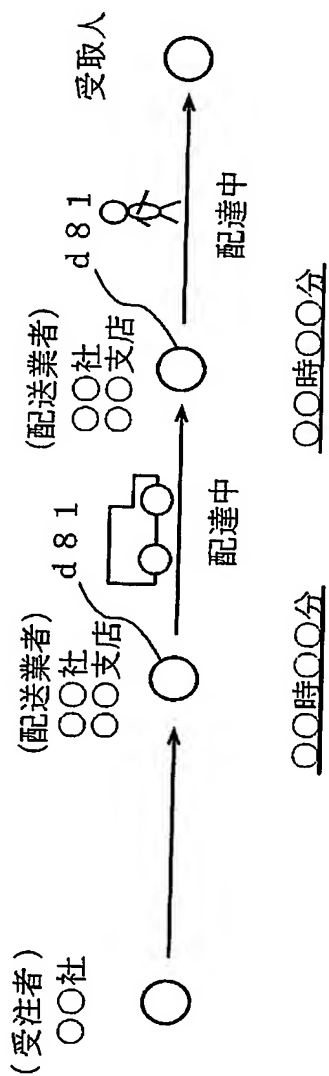 (受注者)
○○社
(配送業者)
○○社
○○支店
d81
配達中
○○時○○分
(配送業者)
○○社
○○支店
d81
配達中
○○時○○分
受取人